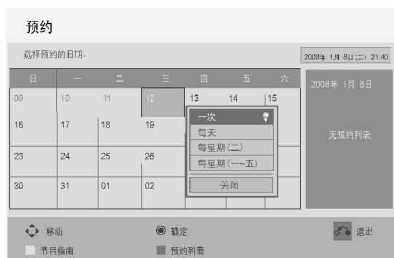 预约
选择预约的日期。
2008年 1月 8日(二) 21:40
日 一 二 三 四 五 六
2008年 1月 8日
09 10 11 12 13 14 15
一次
每天
每星期(二)
每星期(一~五)
关闭
无预约列表
16 17 18 19
23 24 25 26
30 31 01 02
移动 确定 退出
节目指南 预约列表